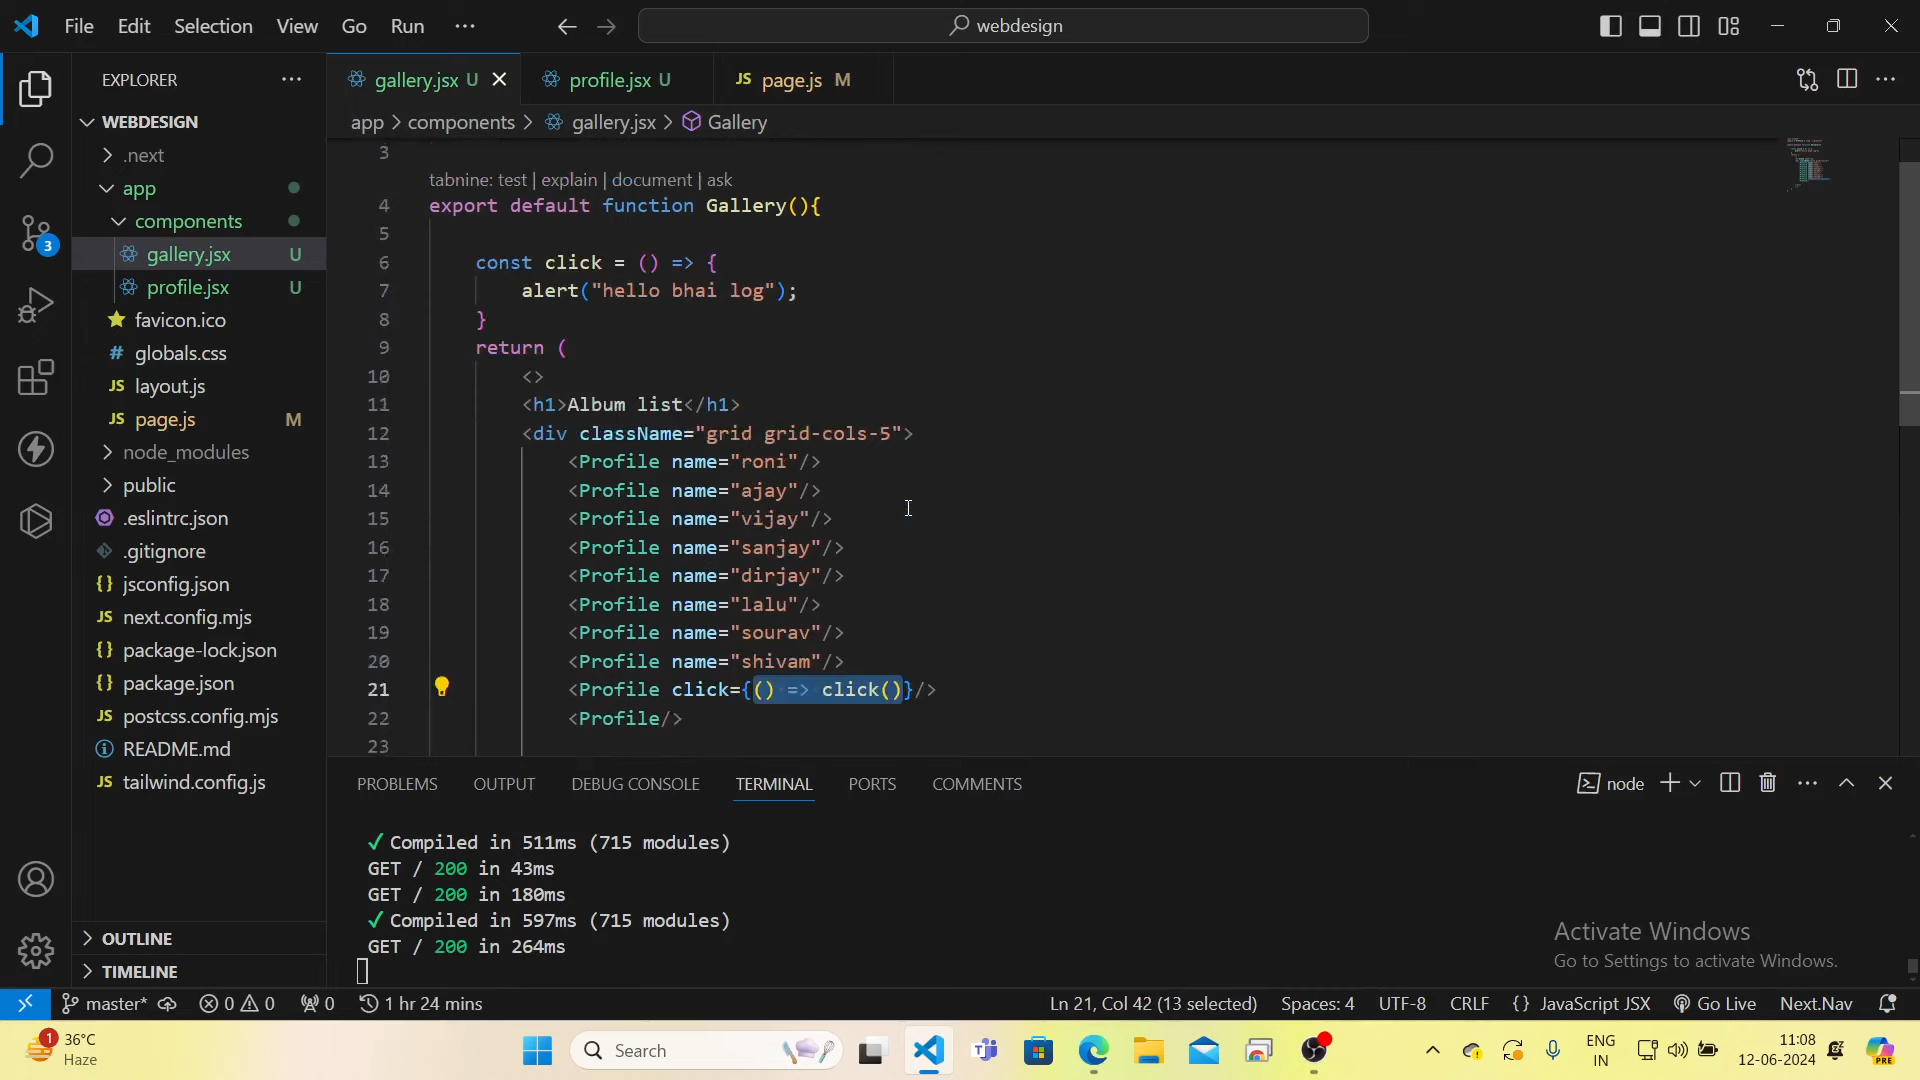 File Edit Selection View Go Run ···
webdesign
EXPLORER ···
WEBDESIGN
.next
app
components
gallery.jsx U
profile.jsx U
favicon.ico
# globals.css
JS layout.js
JS page.js M
node_modules
public
.eslintrc.json
.gitignore
{} jsconfig.json
JS next.config.mjs
{} package-lock.json
{} package.json
JS postcss.config.mjs
README.md
JS tailwind.config.js
OUTLINE
TIMELINE
3
gallery.jsx U
profile.jsx U
JS page.js M
app > components > gallery.jsx > Gallery
3
tabnine: test | explain | document | ask
4 export default function Gallery(){
5
6 const click = () => {
7 alert("hello bhai log");
8 }
9 return (
10 <>
11 <h1>Album list</h1>
12 <div className="grid grid-cols-5">
13 <Profile name="roni"/>
14 <Profile name="ajay"/>
15 <Profile name="vijay"/>
16 <Profile name="sanjay"/>
17 <Profile name="dirjay"/>
18 <Profile name="lalu"/>
19 <Profile name="sourav"/>
20 <Profile name="shivam"/>
21 <Profile click={() => click()}/>
22 <Profile/>
23
PROBLEMS OUTPUT DEBUG CONSOLE TERMINAL PORTS COMMENTS
node
✓ Compiled in 511ms (715 modules)
GET / 200 in 43ms
GET / 200 in 180ms
✓ Compiled in 597ms (715 modules)
GET / 200 in 264ms
Activate Windows
Go to Settings to activate Windows.
master* 0 0 0 1 hr 24 mins
Ln 21, Col 42 (13 selected) Spaces: 4 UTF-8 CRLF {} JavaScript JSX Go Live Next.Nav
1
36°C
Haze
Search
ENG
IN
11:08
12-06-2024
PRE